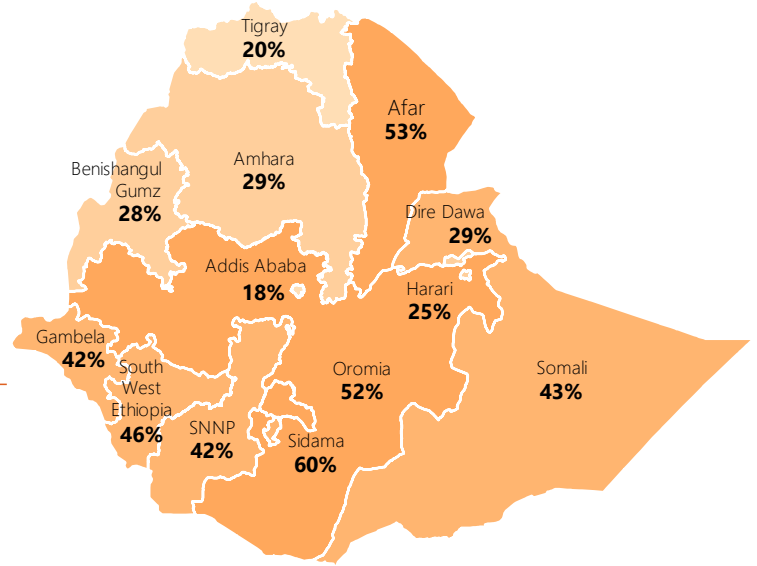 Tigray
20%
Afar
53%
Amhara
29%
Benishangul
Gumz
28%
Dire Dawa
29%
Addis Ababa
18%
Harari
25%
Gambela
42%
South
West
Ethiopia
46%
Oromia
52%
Somali
43%
SNNP
42%
Sidama
60%